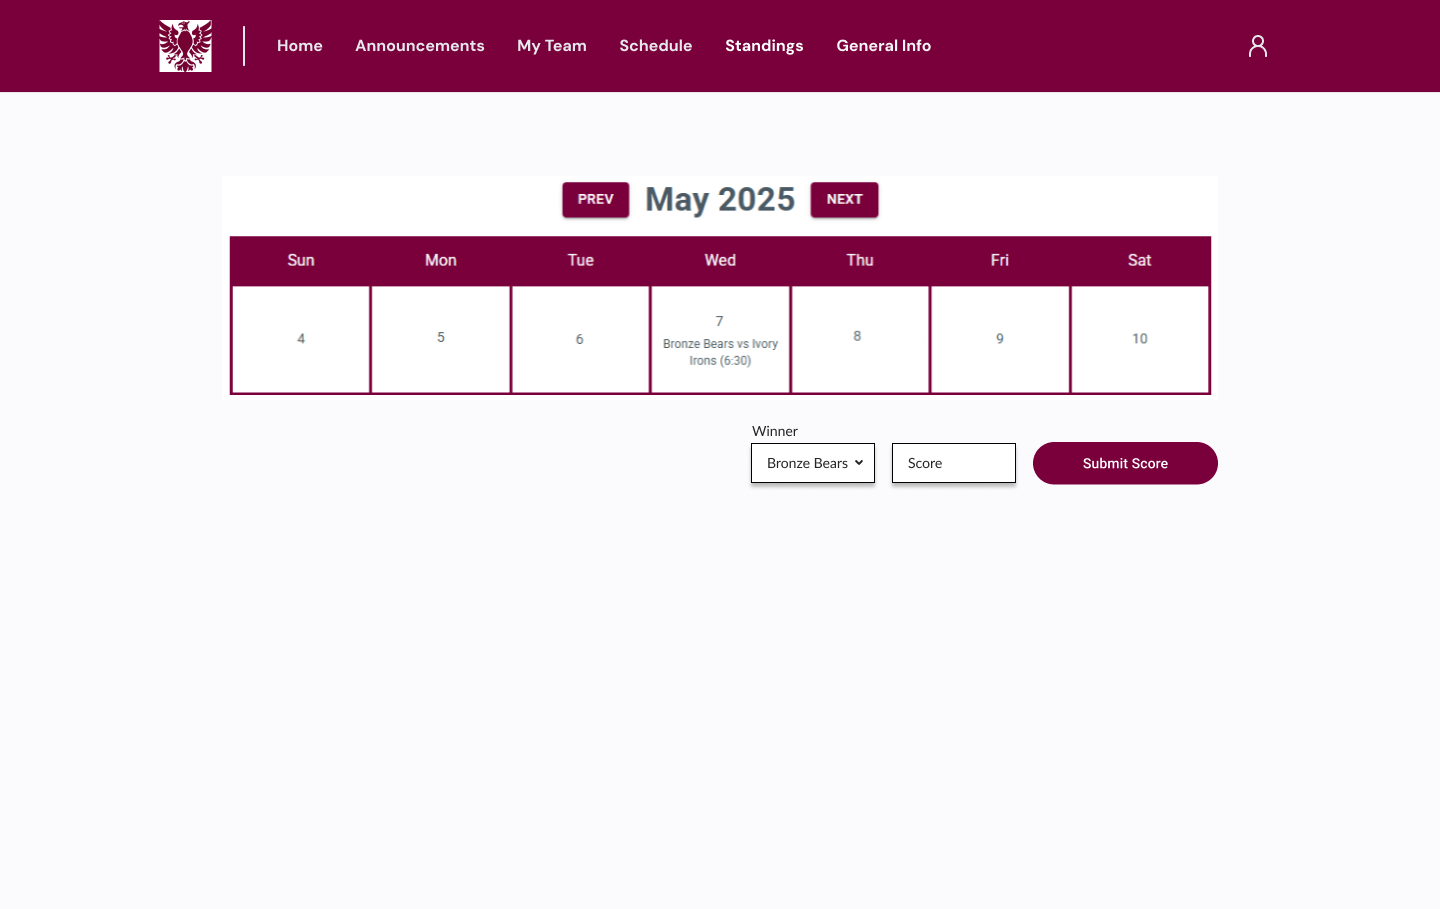 Home Announcements My Team Schedule Standings General Info
PREV May 2025 NEXT
Sun Mon Tue Wed Thu Fri Sat
4 5 6 7 8 9 10
Bronze Bears vs Ivory
Irons (6:30)
Winner
Bronze Bears Score Submit Score